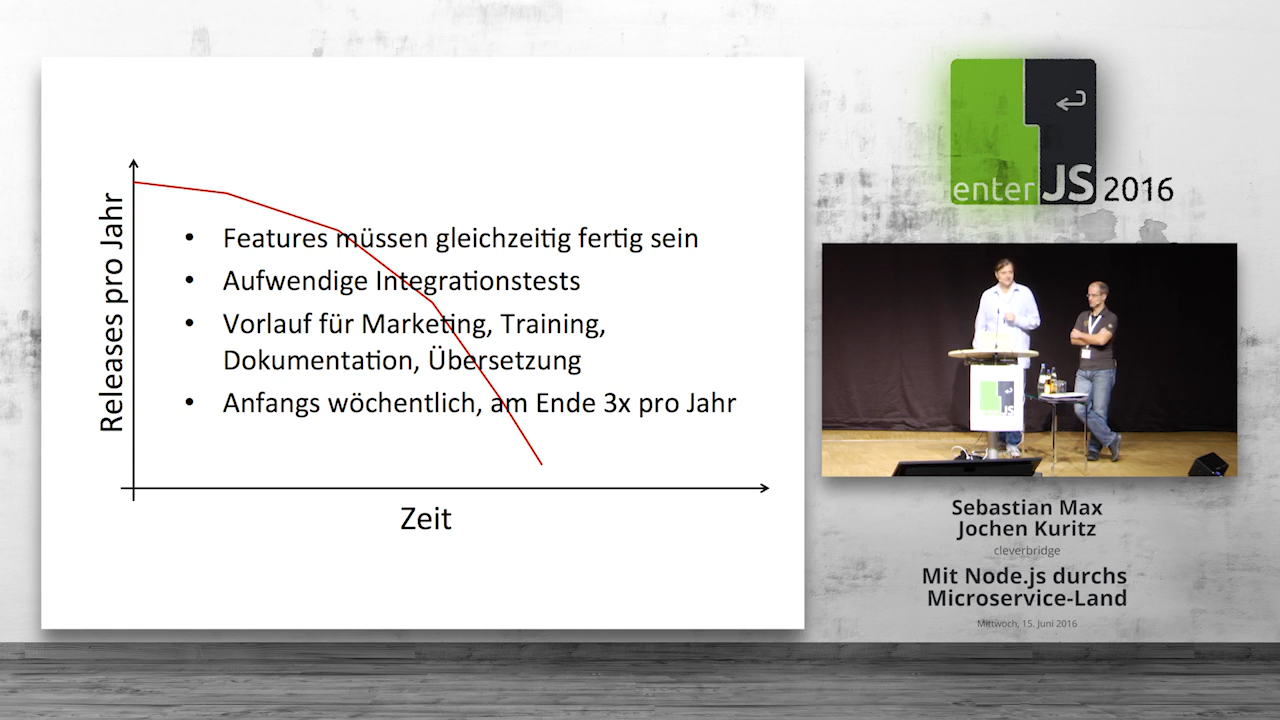 Releases pro Jahr
• Features müssen gleichzeitig fertig sein
• Aufwendige Integrationstests
• Vorlauf für Marketing, Training,
Dokumentation, Übersetzung
• Anfangs wöchentlich, am Ende 3x pro Jahr
Zeit
enterJS 2016
JS
Sebastian Max
Jochen Kuritz
cleverbridge
Mit Node.js durchs
Microservice-Land
Mittwoch, 15. Juni 2016